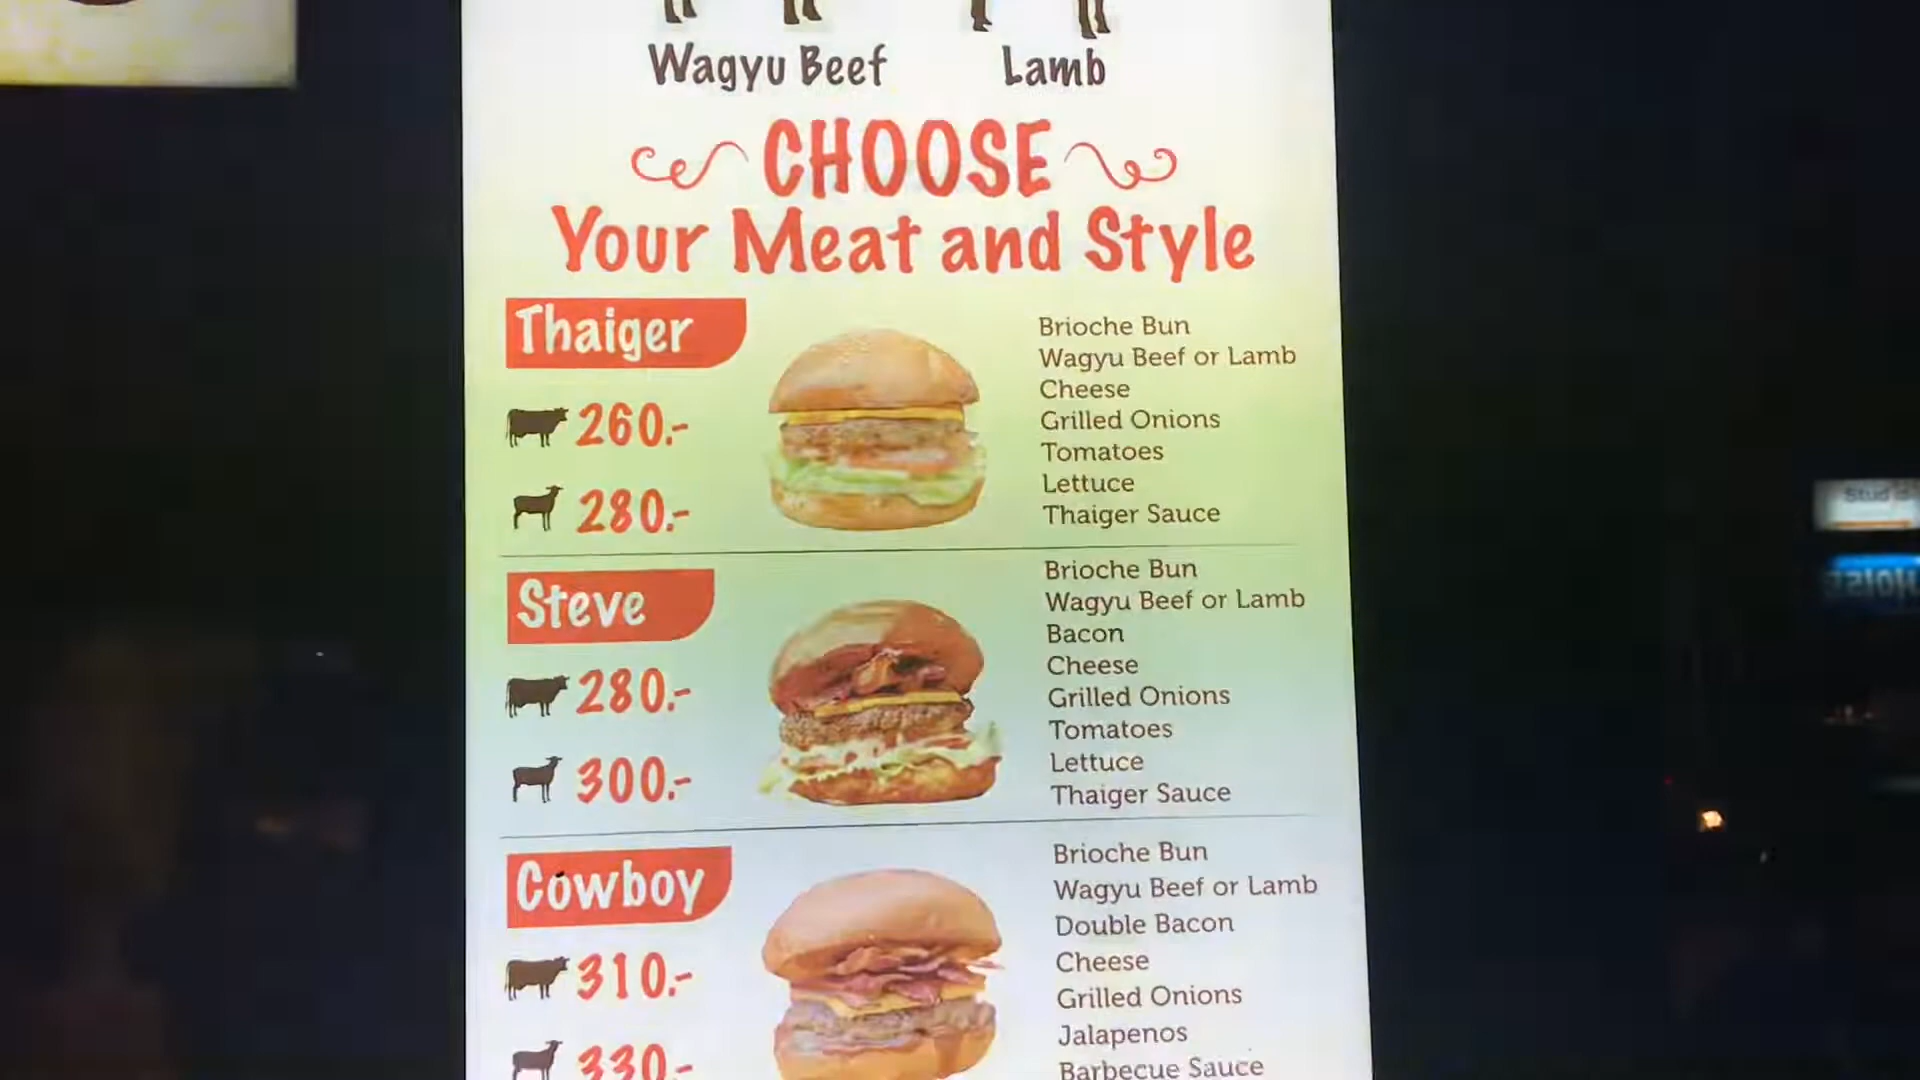 Wagyu Beef Lamb
CHOOSE
Your Meat and Style
Thaiger
260.-
280.-
Brioche Bun
Wagyu Beef or Lamb
Cheese
Grilled Onions
Tomatoes
Lettuce
Thaiger Sauce
Steve
280.-
300.-
Brioche Bun
Wagyu Beef or Lamb
Bacon
Cheese
Grilled Onions
Tomatoes
Lettuce
Thaiger Sauce
Cowboy
310.-
330.-
Brioche Bun
Wagyu Beef or Lamb
Double Bacon
Cheese
Grilled Onions
Jalapenos
Barbecue Sauce